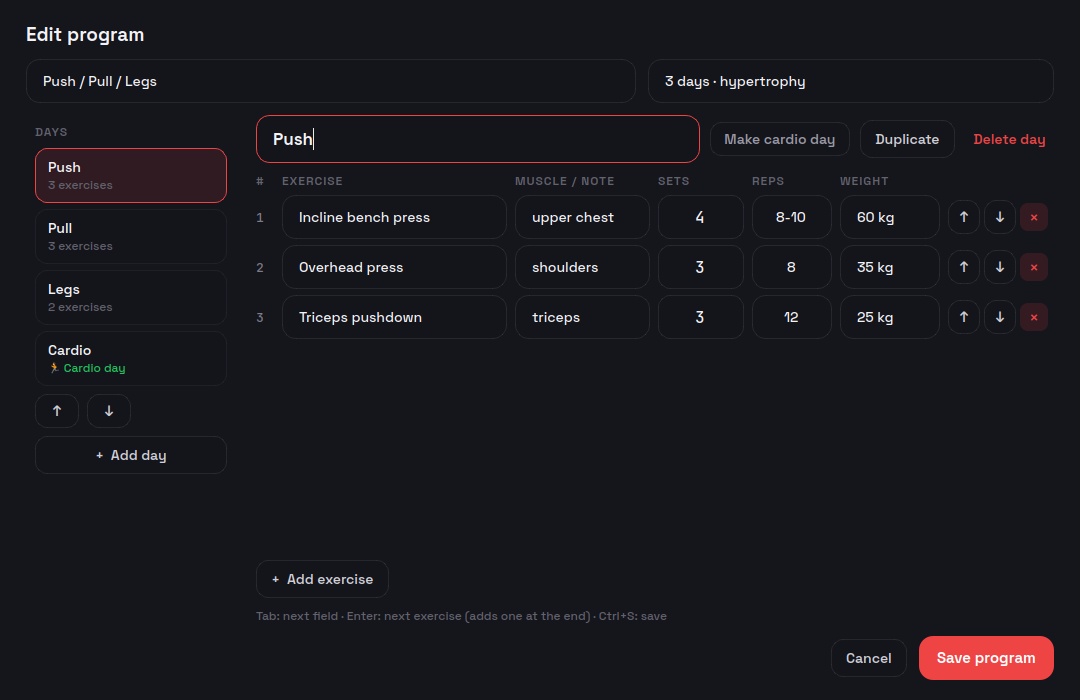 Edit program
Push / Pull / Legs
3 days · hypertrophy
DAYS
Push
3 exercises
Pull
3 exercises
Legs
2 exercises
Cardio
🏃 Cardio day
↑ ↓
+ Add day
Push
Make cardio day
Duplicate
Delete day
# EXERCISE MUSCLE / NOTE SETS REPS WEIGHT
1 Incline bench press upper chest 4 8-10 60 kg ↑ ↓ ×
2 Overhead press shoulders 3 8 35 kg ↑ ↓ ×
3 Triceps pushdown triceps 3 12 25 kg ↑ ↓ ×
+ Add exercise
Tab: next field · Enter: next exercise (adds one at the end) · Ctrl+S: save
Cancel
Save program